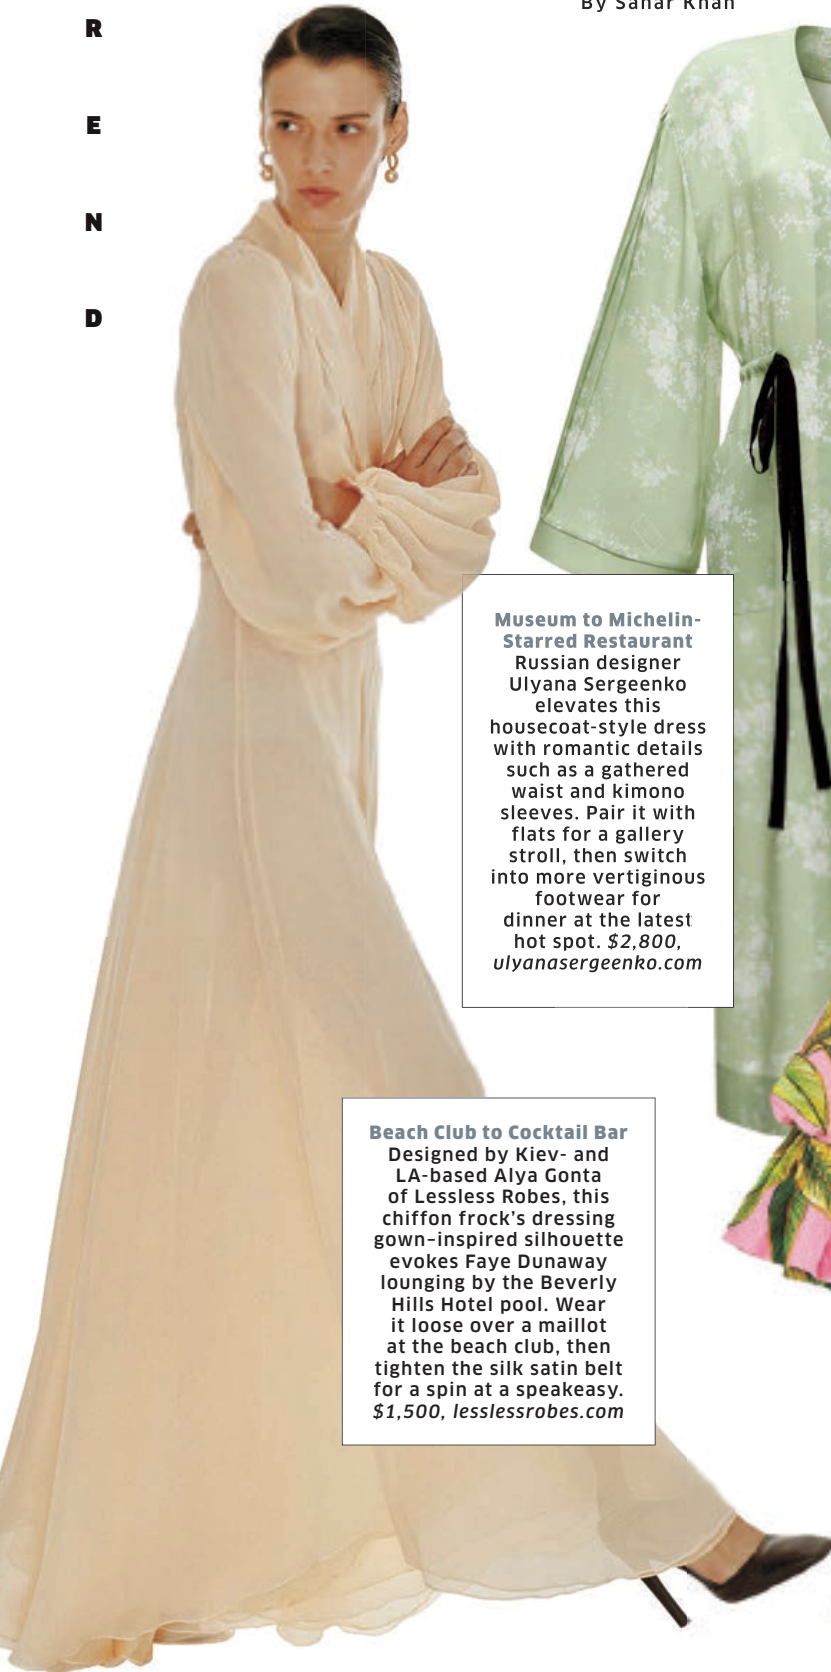 By Sahar Khan
R
E
N
D
Museum to Michelin-
Starred Restaurant
Russian designer
Ulyana Sergeenko
elevates this
housecoat-style dress
with romantic details
such as a gathered
waist and kimono
sleeves. Pair it with
flats for a gallery
stroll, then switch
into more vertiginous
footwear for
dinner at the latest
hot spot. $2,800,
ulyanasergeenko.com
Beach Club to Cocktail Bar
Designed by Kiev- and
LA-based Alya Gonta
of Lessless Robes, this
chiffon frock’s dressing
gown–inspired silhouette
evokes Faye Dunaway
lounging by the Beverly
Hills Hotel pool. Wear
it loose over a maillot
at the beach club, then
tighten the silk satin belt
for a spin at a speakeasy.
$1,500, lesslessrobes.com